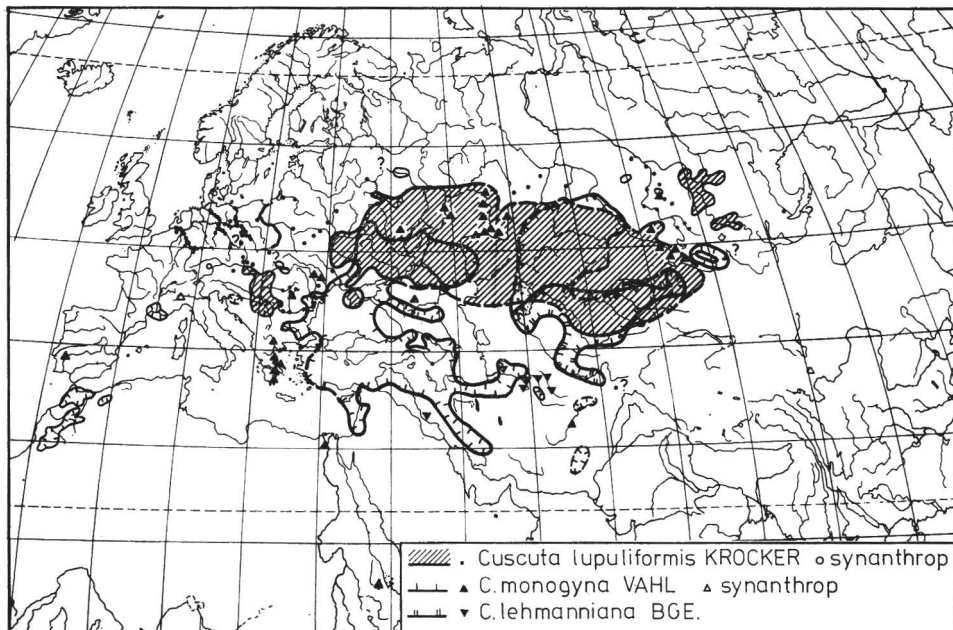 Cuscuta lupuliformis KROCKER synanthrop
C.monogyna VAHL synanthrop
C.lehmanniana BGE.